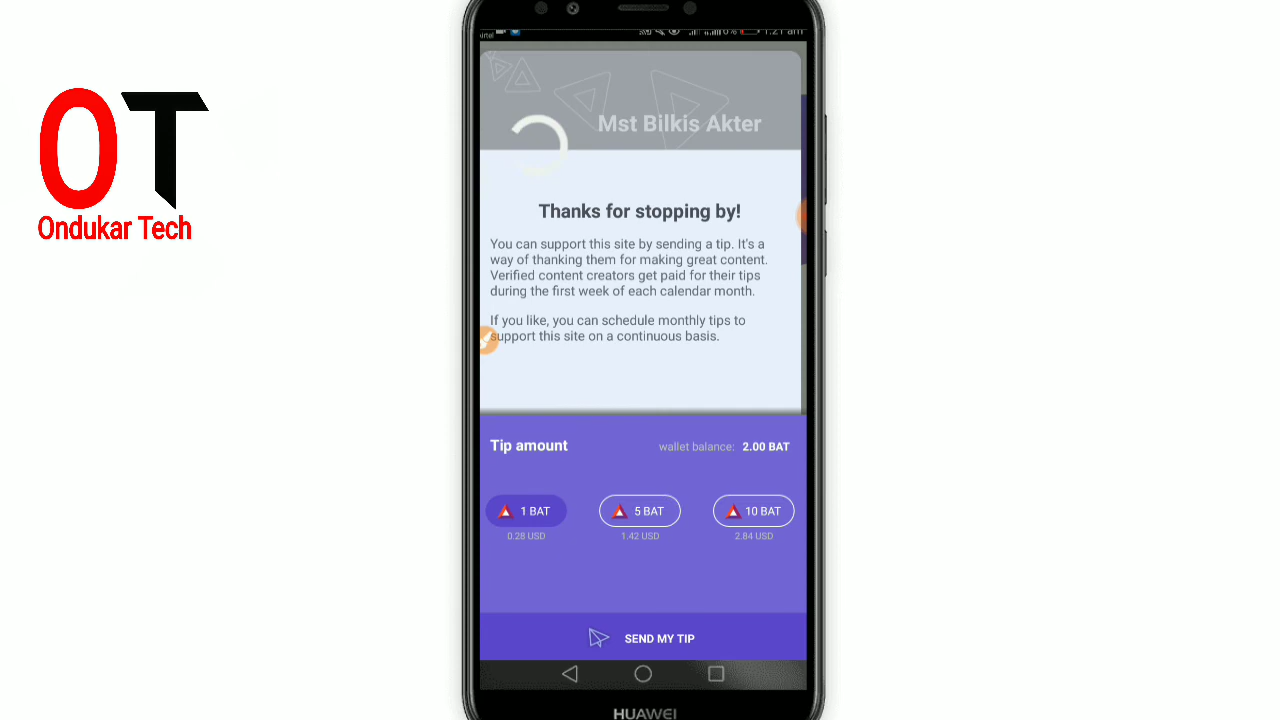 OT
Ondukar Tech
1:21 am
Mst Bilkis Akter
Thanks for stopping by!
You can support this site by sending a tip. It's a
way of thanking them for making great content.
Verified content creators get paid for their tips
during the first week of each calendar month.
If you like, you can schedule monthly tips to
support this site on a continuous basis.
Tip amount
wallet balance: 2.00 BAT
1 BAT
5 BAT
10 BAT
0.28 USD
1.42 USD
2.84 USD
SEND MY TIP
HUAWEI